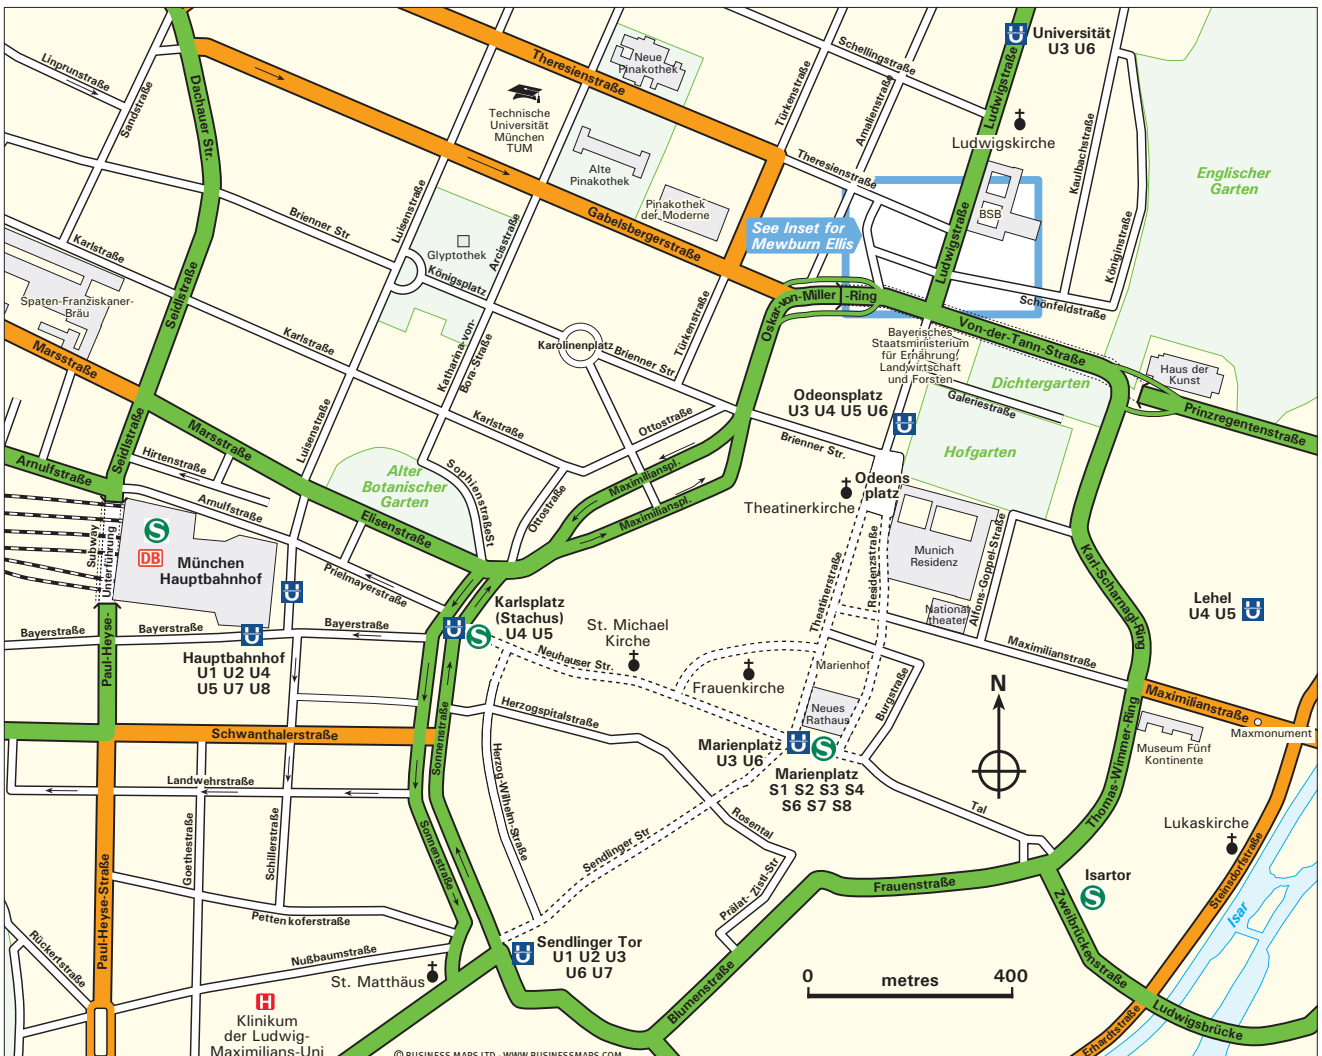 Linprunstraße
Sandstraße
Dachauer Str.
Theresienstraße
Neue
Pinakothek
Schellingstraße
Türkenstraße
Amalienstraße
Ludwigstraße
Universität
U3 U6
Technische
Universität
München
TUM
Alte
Pinakothek
Pinakothek
der Moderne
Gabelsbergerstraße
Theresienstraße
Ludwigskirche
Kaulbachstraße
Königinstraße
Englischer
Garten
BSB
Ludwigstraße
See Inset for
Mewburn Ellis
Schönfeldstraße
Brienner Str
Luisenstraße
Arcisstraße
Glyptothek
Königsplatz
Karlstraße
Seidlstraße
Spaten-Franziskaner-
Bräu
Marsstraße
Karlstraße
Katharina-von-
Bora-Straße
Karolinenplatz
Brienner Str
Türkenstraße
Oskar-von-Miller
-Ring
Von-der-Tann-Straße
Bayerisches
Staatsministerium
für Ernährung,
Landwirtschaft
und Forsten
Dichtergarten
Galeriestraße
Haus der
Kunst
Prinzregentenstraße
Odeonsplatz
U3 U4 U5 U6
Hofgarten
Seidlstraße
Marsstraße
Luisenstraße
Karlstraße
Ottostraße
Brienner Str.
Arnulfstraße
Hirtenstraße
Arnulfstraße
Alter
Botanischer
Garten
Elisenstraße
Sophienstraße
St
Ottostraße
Maximilianspl.
Maximilianspl.
Theatinerkirche
Odeons
platz
Munich
Residenz
Alfons-Goppel-Straße
Subway
Unterführung
S
DB
München
Hauptbahnhof
Prielmayerstraße
Theatinerstraße
Residenzstraße
National
theater
Karl-Scharnagl-Ring
Lehel
U4 U5
Paul-Heyse-
Bayerstraße
Bayerstraße
Bayerstraße
Hauptbahnhof
U1 U2 U4
U5 U7 U8
Karlsplatz
(Stachus)
U4 U5
S
St. Michael
Kirche
Neuhauser Str.
Frauenkirche
Marienhof
Maximilianstraße
Maximilianstraße
Maxmonument
N
Herzogspitalstraße
Neues
Rathaus
Burgstraße
Museum Fünf
Kontinente
Schwanthalerstraße
Sonnenstraße
Herzog-Wilhelm-Straße
Marienplatz
U3 U6
S
Marienplatz
S1 S2 S3 S4
S6 S7 S8
Thomas-Wimmer-Ring
Landwehrstraße
Goethestraße
Schillerstraße
Sonnenstraße
Sendlinger Str
Rosental
Tal
Lukaskirche
Steinsdorfstraße
Isar
Prälat-Zistl-Str
Frauenstraße
Isartor
S
Zweibrückenstraße
Paul-Heyse-Straße
Pettenkoferstraße
Rückertstraße
Nußbaumstraße
St. Matthäus
Sendlinger Tor
U1 U2 U3
U6 U7
Blumenstraße
0 metres 400
Ludwigsbrücke
Erhardtstraße
H
Klinikum
der Ludwig-
Maximilians-Uni
© BUSINESS MAPS LTD - WWW.BUSINESSMAPS.COM